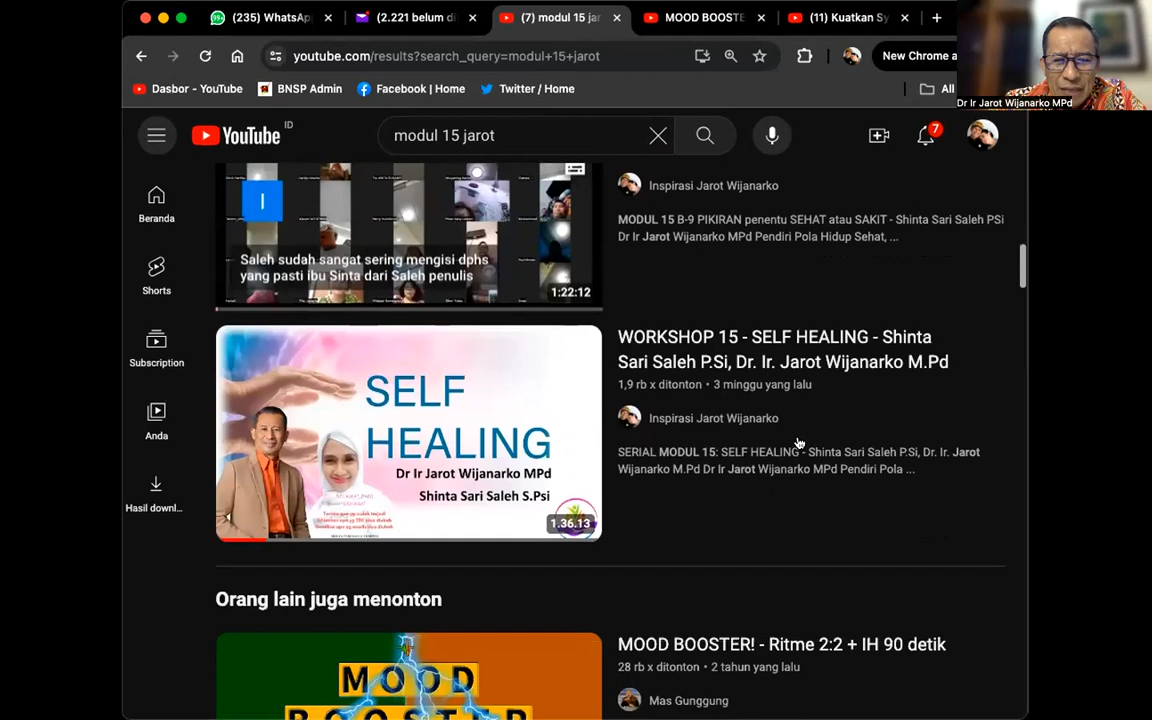 (235) WhatsAp
(2.221 belum di
(7) modul 15 jar
MOOD BOOSTE
(11) Kuatkan Sy
youtube.com/results?search_query=modul+15+jarot
New Chrome a
Dasbor - YouTube
BNSP Admin
Facebook | Home
Twitter / Home
All
Dr Ir Jarot Wijanarko MPd
YouTube ID
modul 15 jarot
7
Beranda
Shorts
Subscription
Anda
Hasil downl...
I
Saleh sudah sangat sering mengisi dphs
yang pasti ibu Sinta dari Saleh penulis
1:22:12
Inspirasi Jarot Wijanarko
MODUL 15 B-9 PIKIRAN penentu SEHAT atau SAKIT - Shinta Sari Saleh PSi
Dr Ir Jarot Wijanarko MPd Pendiri Pola Hidup Sehat, ...
SELF
HEALING
Dr Ir Jarot Wijanarko MPd
Shinta Sari Saleh S.Psi
1.36.13
WORKSHOP 15 - SELF HEALING - Shinta
Sari Saleh P.Si, Dr. Ir. Jarot Wijanarko M.Pd
1,9 rb x ditonton • 3 minggu yang lalu
Inspirasi Jarot Wijanarko
SERIAL MODUL 15: SELF HEALING - Shinta Sari Saleh P.Si, Dr. Ir. Jarot
Wijanarko M.Pd Dr Ir Jarot Wijanarko MPd Pendiri Pola ...
Orang lain juga menonton
MOOD
BOOSTER
MOOD BOOSTER! - Ritme 2:2 + IH 90 detik
28 rb x ditonton • 2 tahun yang lalu
Mas Gunggung